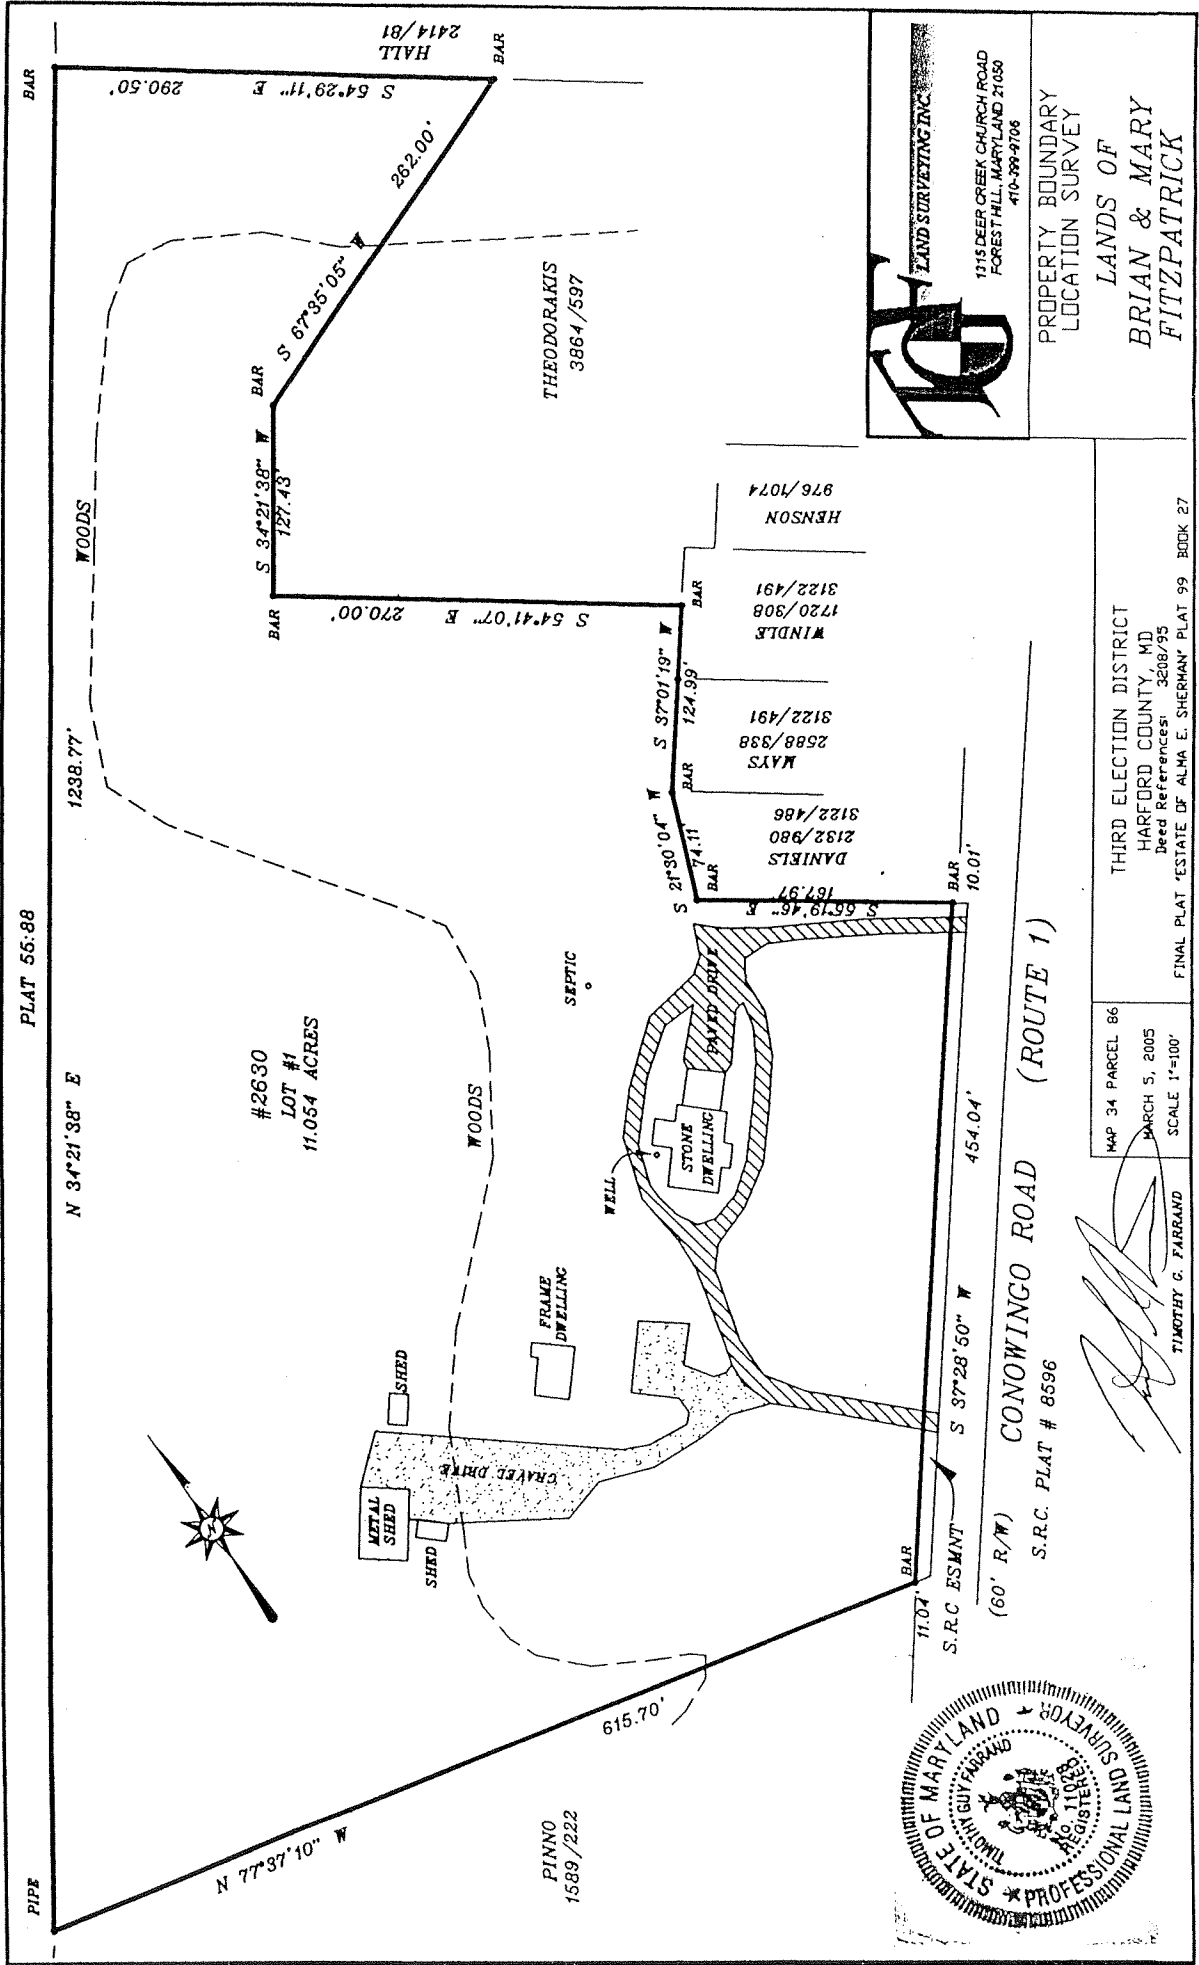 PLAT 55:88
PIPE
N 34°21'38" E
1238.77'
BAR
WOODS
S 54°29'11" E
290.50'
HALL
2414/81
BAR
S 67°35'05" W
262.00'
BAR
S 34°21'38" W
127.43'
BAR
S 54°41'07" E
270.00'
THEODORAKIS
3864/597
BAR
S 37°01'19" W
124.99'
BAR
S 21°30'04" W
74.11'
BAR
S 66°19'46" E
167.97
HENSON
976/1074
WINDLE
1720/308
3122/491
MAYS
2588/338
3122/491
DANIELS
2132/980
3122/486
BAR
10.01'
#2630
LOT #1
11.054 ACRES
WOODS
SEPTIC
PAVED DRIVE
STONE
DWELLING
WELL
FRAME
DWELLING
SHED
GRAVEL DRIVE
METAL
SHED
SHED
N
N 77°37'10" W
615.70'
PINNO
1589/222
BAR
11.04'
S.R.C ESMNT
S 37°28'50" W
454.04'
(60' R/W)
CONOWINGO ROAD (ROUTE 1)
S.R.C. PLAT # 8596
STATE OF MARYLAND
PROFESSIONAL LAND SURVEYOR
TIMOTHY GUY FARRAND
No. 11028
REGISTERED
TIMOTHY G. FARRAND
MAP 34 PARCEL 86
MARCH 5, 2005
SCALE 1"=100'
THIRD ELECTION DISTRICT
HARFORD COUNTY, MD
Deed References: 3208/95
FINAL PLAT "ESTATE OF ALMA E. SHERMAN" PLAT 99 BOOK 27
LAND SURVEYING INC.
1315 DEER CREEK CHURCH ROAD
FOREST HILL, MARYLAND 21050
410-399-9706
PROPERTY BOUNDARY
LOCATION SURVEY
LANDS OF
BRIAN & MARY
FITZPATRICK